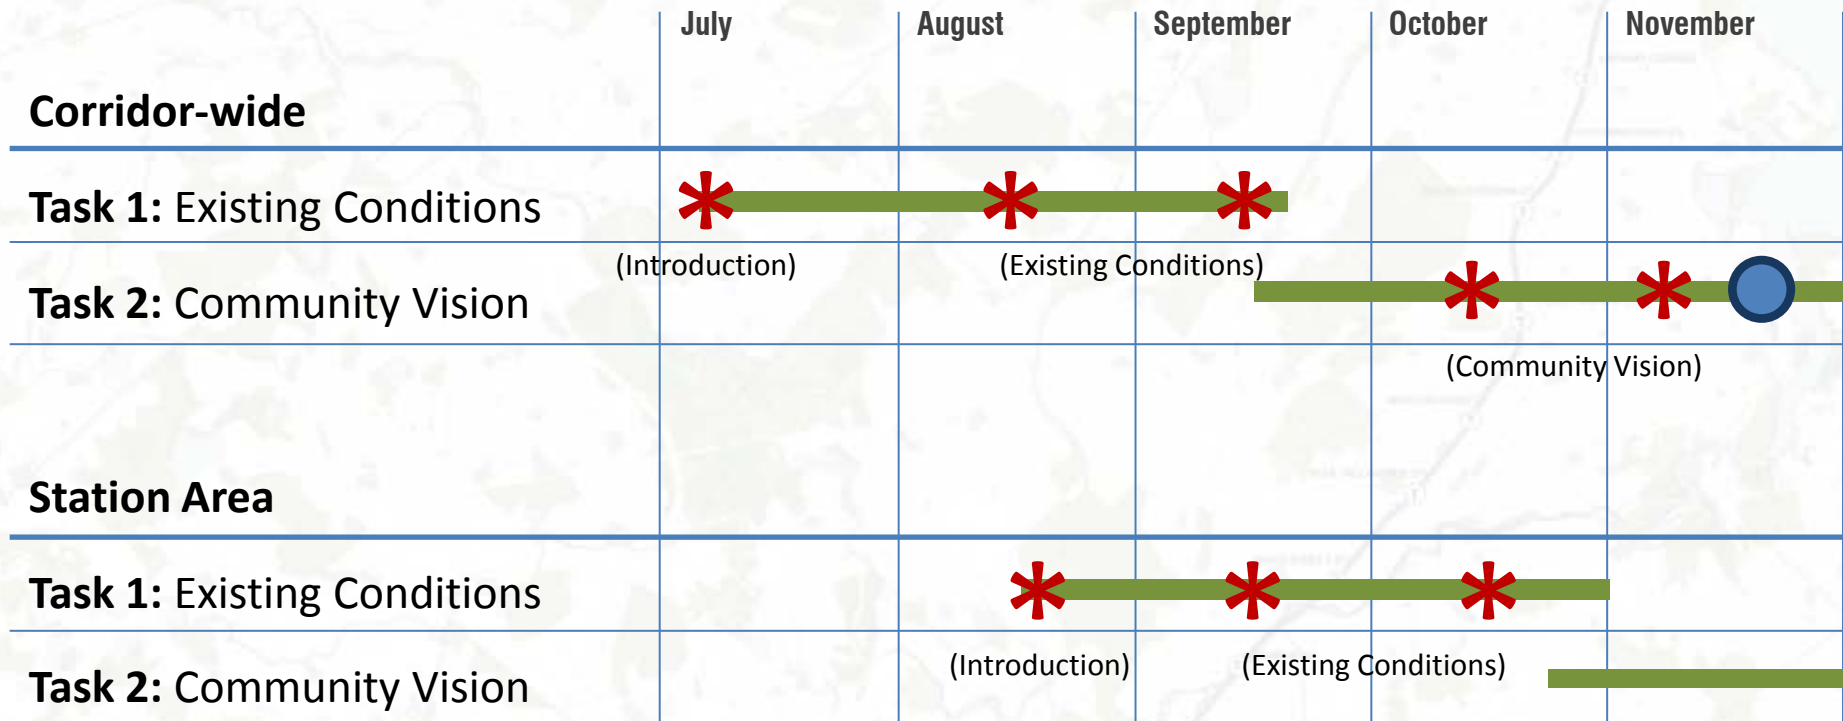 July August September October November
Corridor-wide
Task 1: Existing Conditions
(Introduction) (Existing Conditions)
Task 2: Community Vision
(Community Vision)
Station Area
Task 1: Existing Conditions
(Introduction) (Existing Conditions)
Task 2: Community Vision